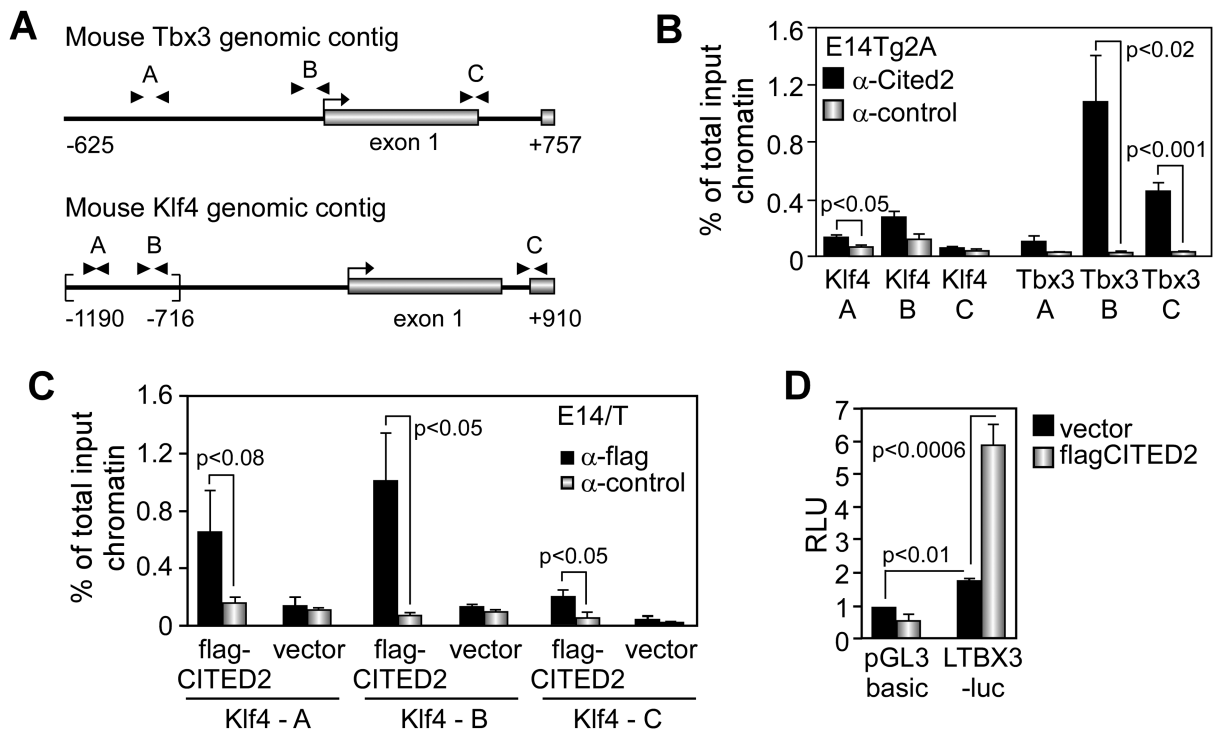 A
Mouse Tbx3 genomic contig
A B C
-625 exon 1 +757
Mouse Klf4 genomic contig
A B C
-1190 -716 exon 1 +910
B
% of total input
chromatin
1.6
1.2
0.8
0.4
0
E14Tg2A
α-Cited2
α-control
p<0.02
p<0.001
p<0.05
Klf4 Klf4 Klf4 Tbx3 Tbx3 Tbx3
A B C A B C
C
% of total input
chromatin
1.6
1.2
0.8
0.4
0
E14/T
α-flag
α-control
p<0.08
p<0.05
p<0.05
flag- vector flag- vector flag- vector
CITED2 CITED2 CITED2
Klf4 - A Klf4 - B Klf4 - C
D
RLU
7
6
5
4
3
2
1
0
p<0.0006
p<0.01
vector
flagCITED2
pGL3 LTBX3
basic -luc